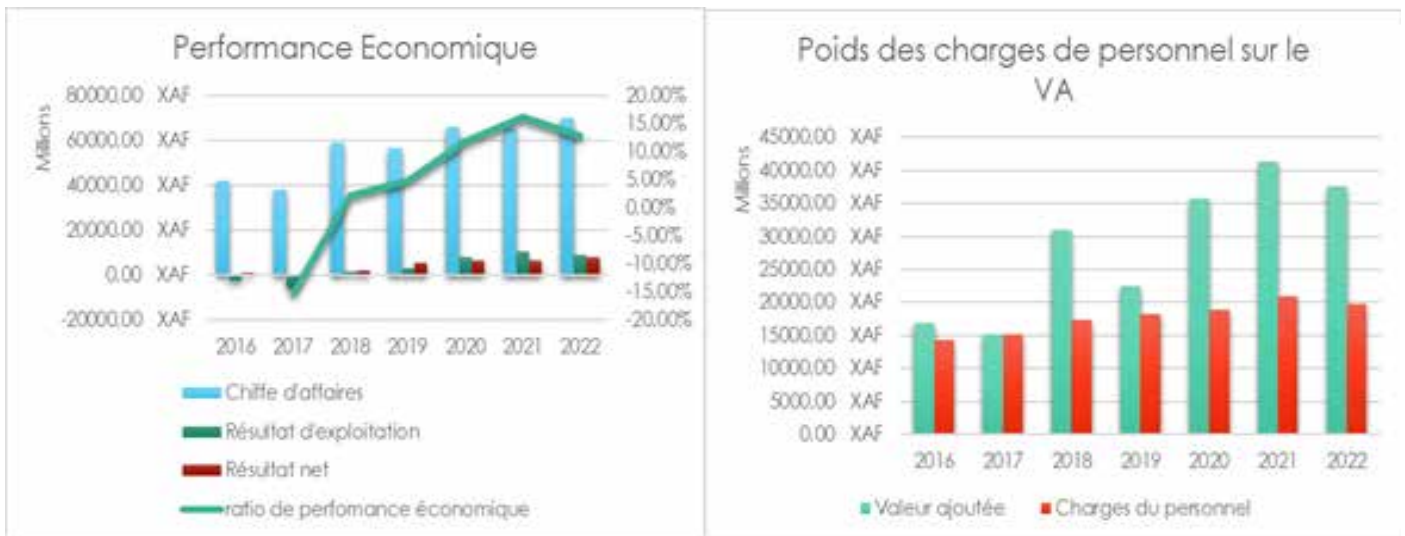 Performance Economique
Millions
80000.00 XAF
60000.00 XAF
40000.00 XAF
20000.00 XAF
0.00 XAF
-20000.00 XAF
20.00%
15.00%
10.00%
5.00%
0.00%
-5.00%
-10.00%
-15.00%
-20.00%
2016 2017 2018 2019 2020 2021 2022
Chiffe d'affaires
Résultat d'exploitation
Résultat net
ratio de perfomance économique
Poids des charges de personnel sur le
VA
Millions
45000.00 XAF
40000.00 XAF
35000.00 XAF
30000.00 XAF
25000.00 XAF
20000.00 XAF
15000.00 XAF
10000.00 XAF
5000.00 XAF
0.00 XAF
2016 2017 2018 2019 2020 2021 2022
Valeur ajoutée Charges du personnel